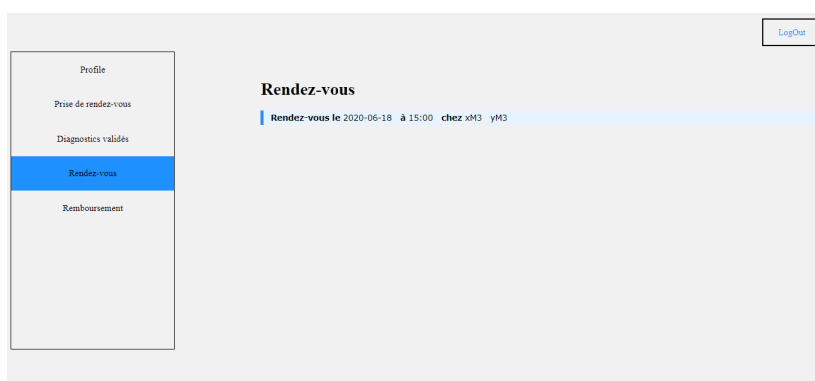 LogOut
Profile
Prise de rendez-vous
Diagnostics validés
Rendez-vous
Remboursement
Rendez-vous
Rendez-vous le 2020-06-18 à 15:00 chez xM3 yM3